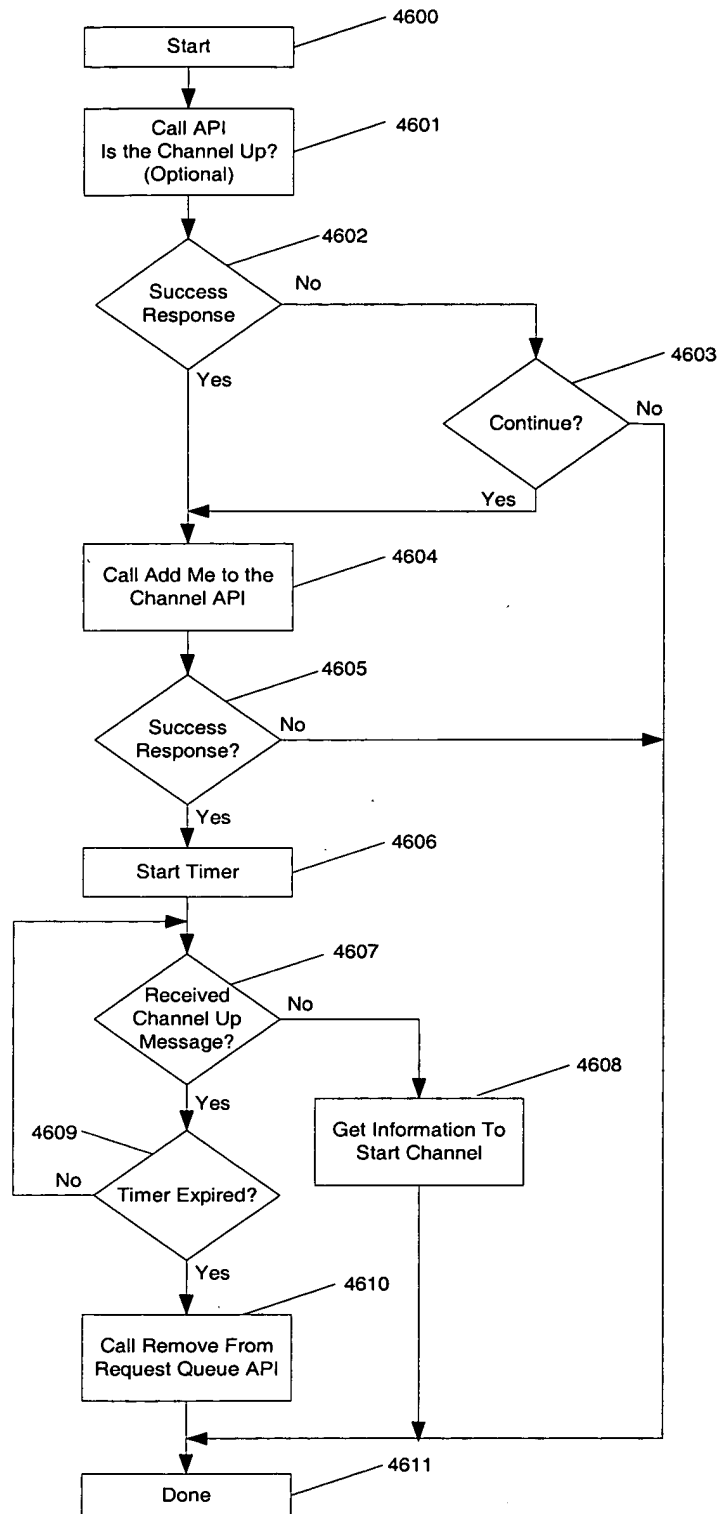 4600
Start
4601
Call API
Is the Channel Up?
(Optional)
4602
Success
Response
No
Yes
4603
Continue?
No
Yes
4604
Call Add Me to the
Channel API
4605
Success
Response?
No
Yes
4606
Start Timer
4607
Received
Channel Up
Message?
No
Yes
4608
Get Information To
Start Channel
4609
Timer Expired?
No
Yes
4610
Call Remove From
Request Queue API
4611
Done